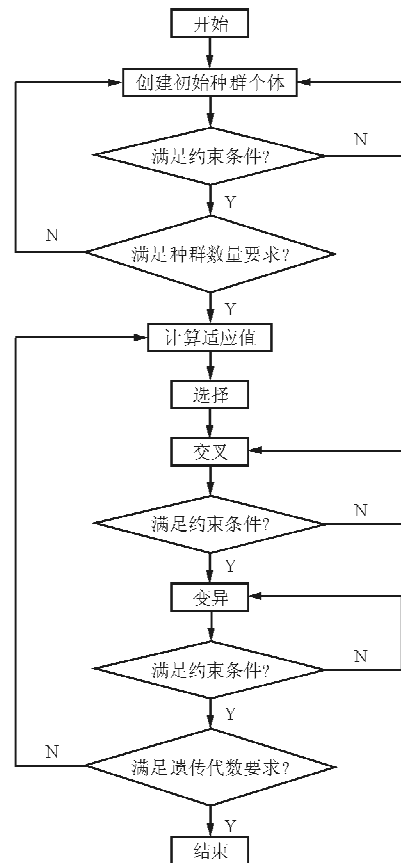 开始
创建初始种群个体
满足约束条件?
N
Y
满足种群数量要求?
N
Y
计算适应值
选择
交叉
满足约束条件?
N
Y
变异
满足约束条件?
N
Y
满足遗传代数要求?
N
Y
结束